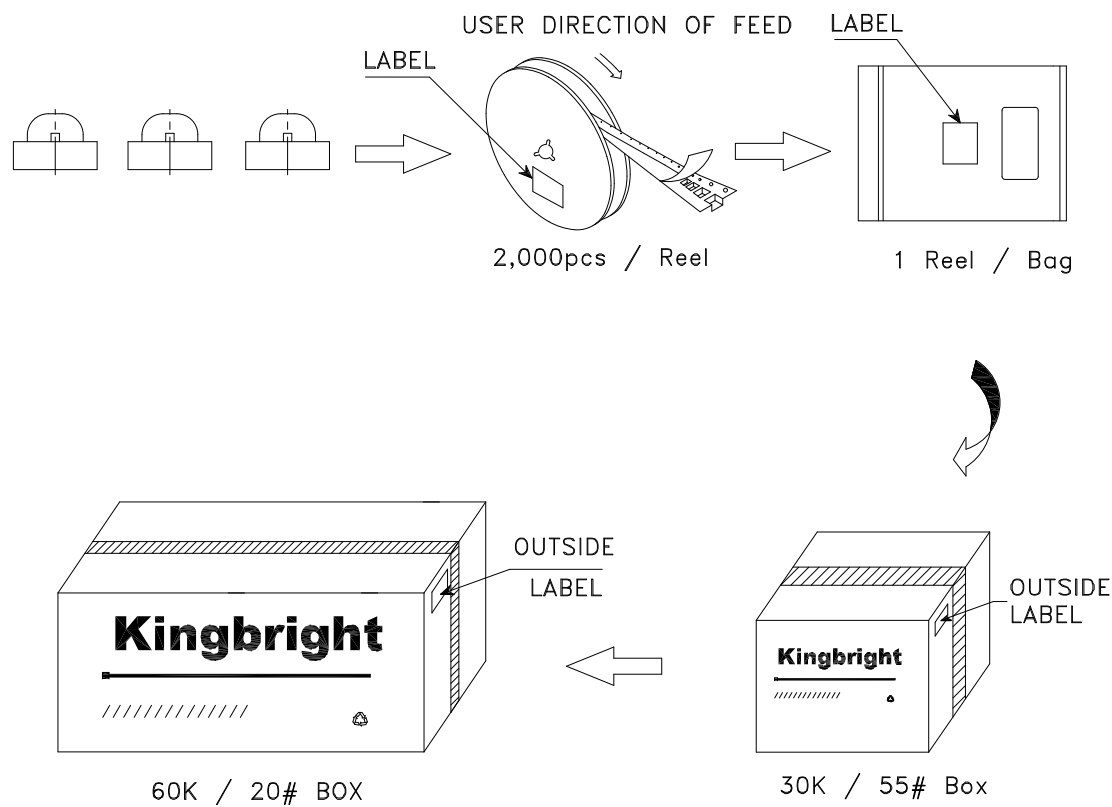 USER DIRECTION OF FEED
LABEL
LABEL
2,000pcs / Reel
1 Reel / Bag
OUTSIDE
LABEL
OUTSIDE
LABEL
Kingbright
Kingbright
60K / 20# BOX
30K / 55# Box